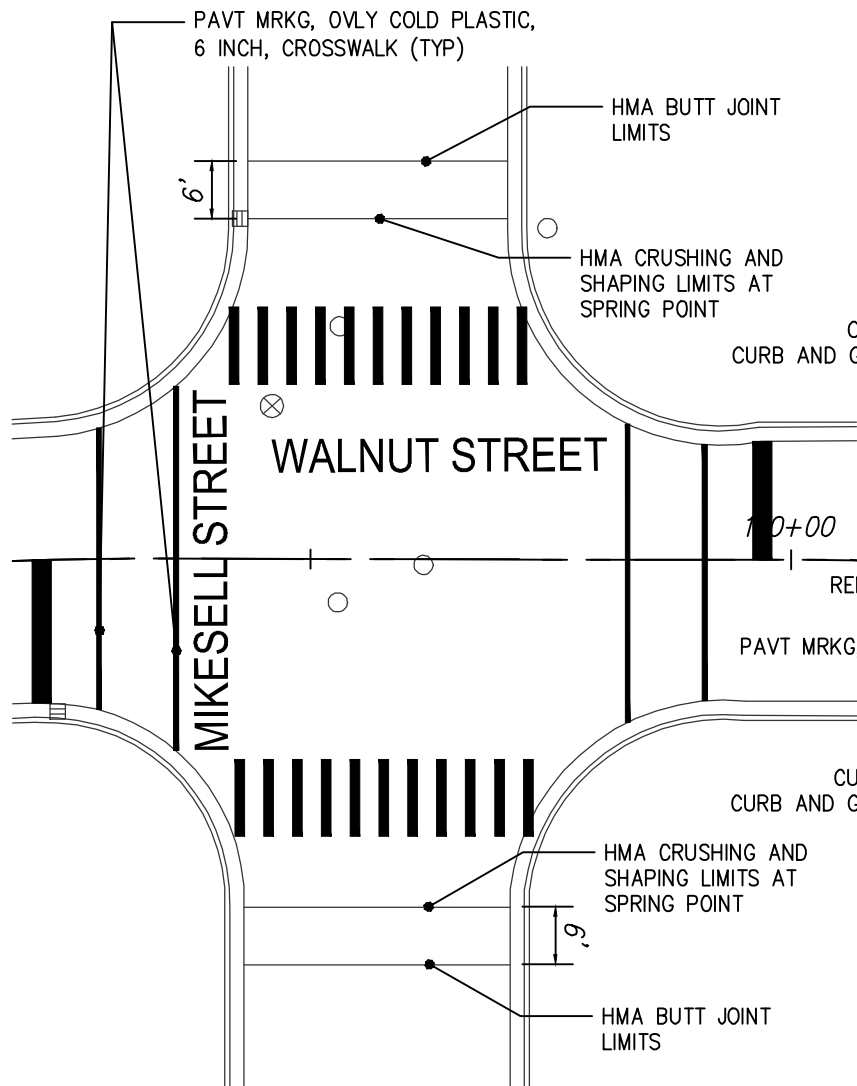 PAVT MRKG, OVLY COLD PLASTIC,
6 INCH, CROSSWALK (TYP)
HMA BUTT JOINT
LIMITS
6'
HMA CRUSHING AND
SHAPING LIMITS AT
SPRING POINT
CURB AND G
WALNUT STREET
MIKESELL STREET
PAVT MRKG,
CURB AND G
HMA CRUSHING AND
SHAPING LIMITS AT
SPRING POINT
6'
HMA BUTT JOINT
LIMITS